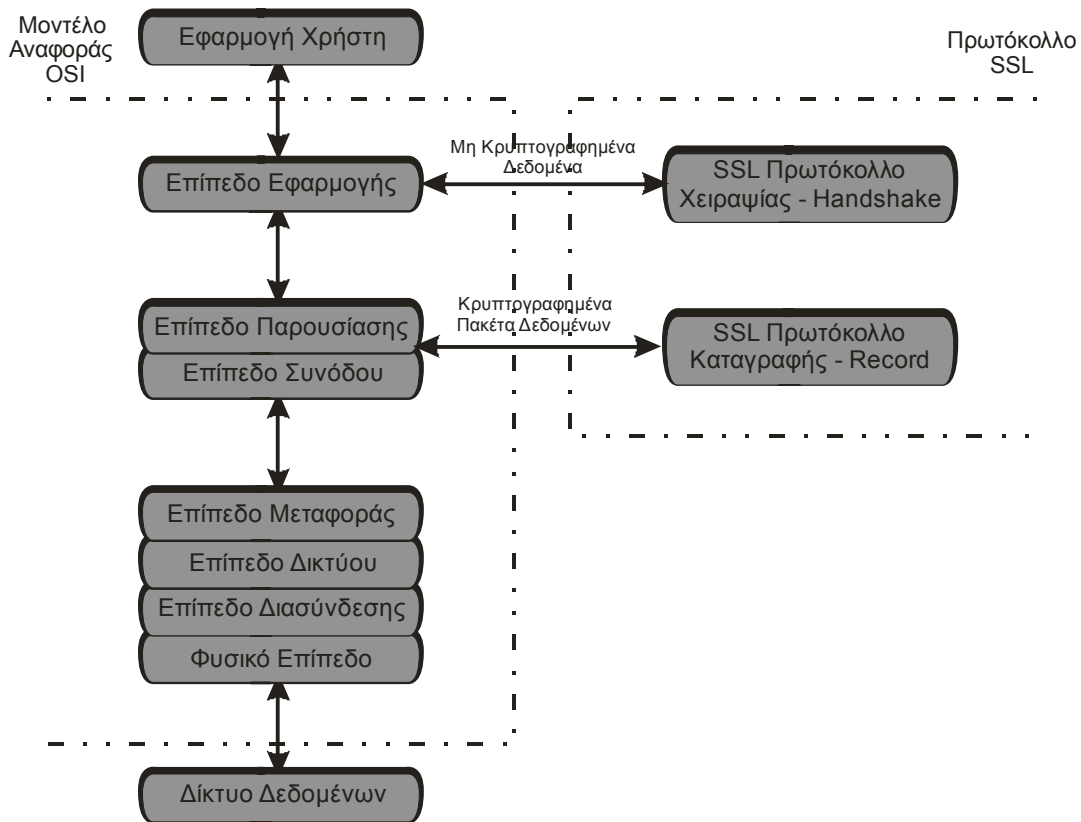 Μοντέλο
Αναφοράς
OSI
Εφαρμογή Χρήστη
Πρωτόκολλο
SSL
Μη Κρυπτογραφημένα
Δεδομένα
Επίπεδο Εφαρμογής
SSL Πρωτόκολλο
Χειραψίας - Handshake
Κρυπτογραφημένα
Πακέτα Δεδομένων
Επίπεδο Παρουσίασης
Επίπεδο Συνόδου
SSL Πρωτόκολλο
Καταγραφής - Record
Επίπεδο Μεταφοράς
Επίπεδο Δικτύου
Επίπεδο Διασύνδεσης
Φυσικό Επίπεδο
Δίκτυο Δεδομένων